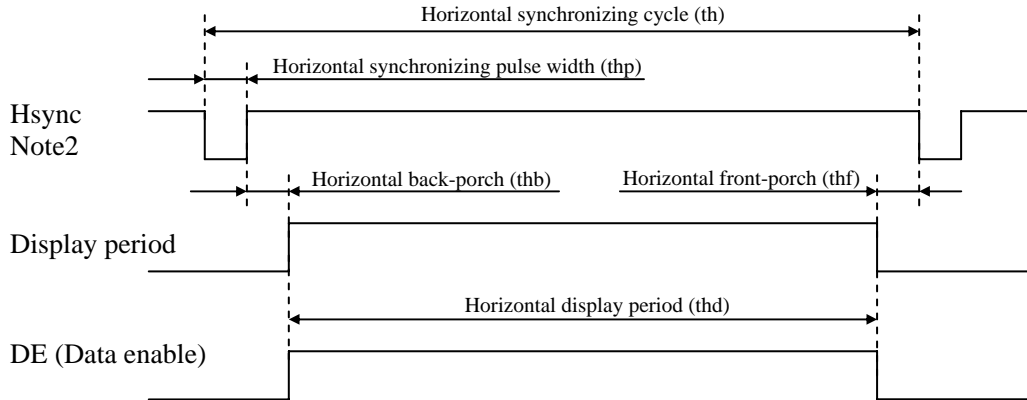 Horizontal synchronizing cycle (th)
Horizontal synchronizing pulse width (thp)
Hsync
Note2
Horizontal back-porch (thb)
Horizontal front-porch (thf)
Display period
Horizontal display period (thd)
DE (Data enable)